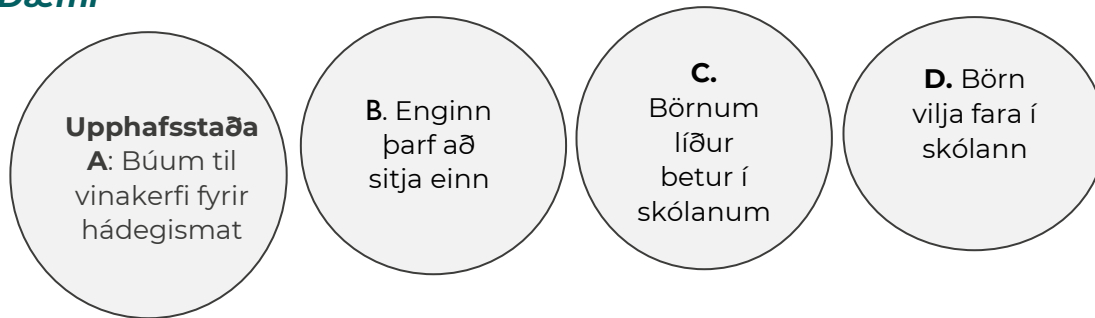 Dæmi
Upphafsstaða
A: Búum til
vinakerfi fyrir
hádegismat
B. Enginn
þarf að
sitja einn
C.
Börnum
líður
betur í
skólanum
D. Börn
vilja fara í
skólann